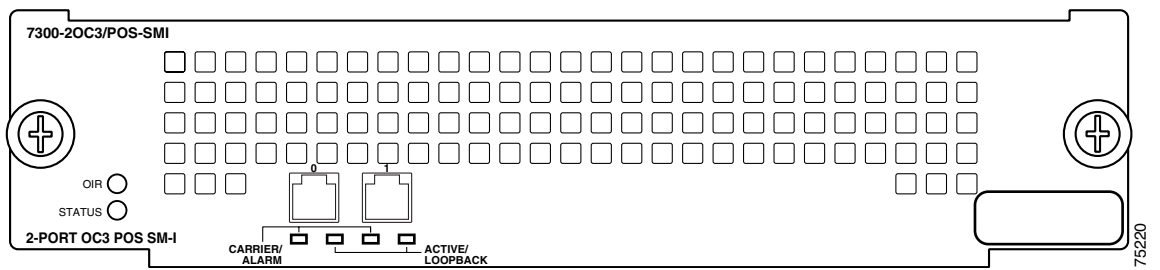 7300-2OC3/POS-SMI
0
1
OIR
STATUS
2-PORT OC3 POS SM-I
CARRIER/
ALARM
ACTIVE/
LOOPBACK
75220